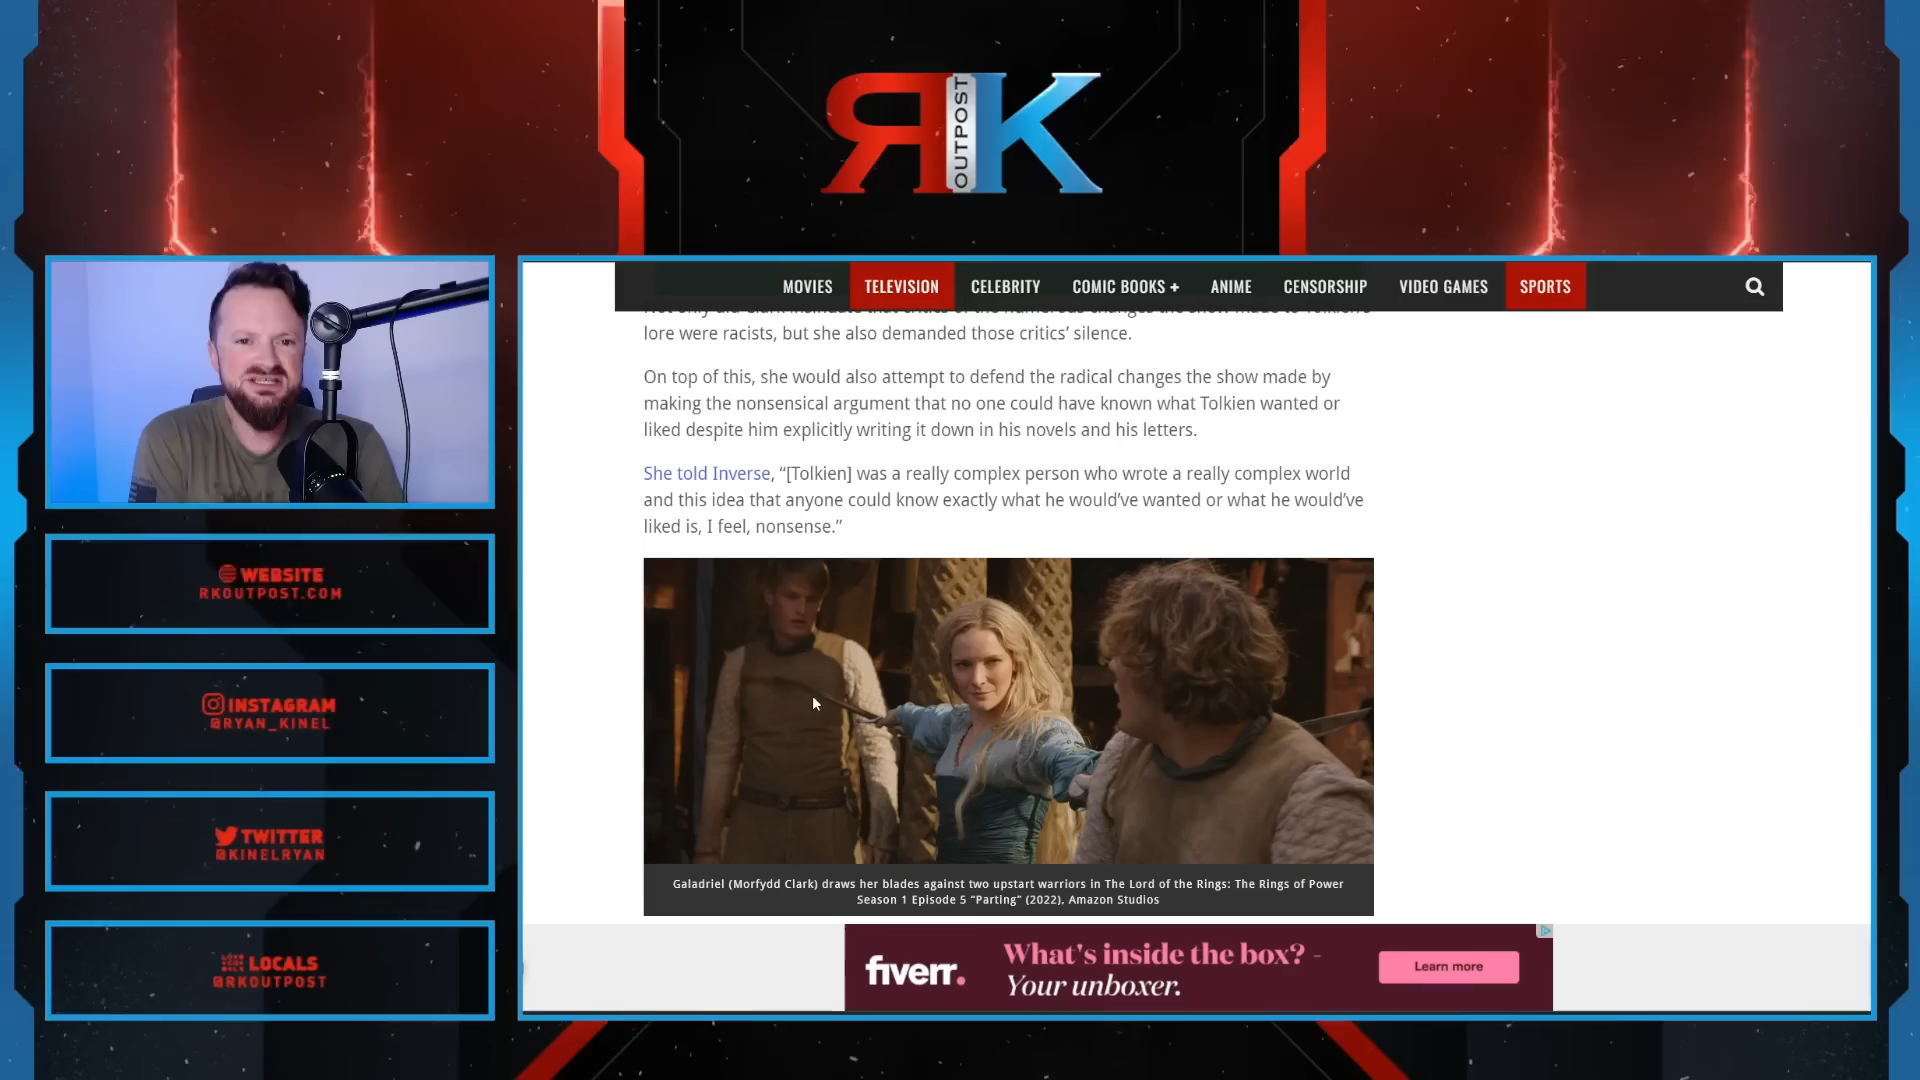 RK
OUTPOST
MOVIES TELEVISION CELEBRITY COMIC BOOKS + ANIME CENSORSHIP VIDEO GAMES SPORTS
lore were racists, but she also demanded those critics’ silence.
On top of this, she would also attempt to defend the radical changes the show made by
making the nonsensical argument that no one could have known what Tolkien wanted or
liked despite him explicitly writing it down in his novels and his letters.
She told Inverse, “[Tolkien] was a really complex person who wrote a really complex world
and this idea that anyone could know exactly what he would’ve wanted or what he would’ve
liked is, I feel, nonsense.”
Galadriel (Morfydd Clark) draws her blades against two upstart warriors in The Lord of the Rings: The Rings of Power
Season 1 Episode 5 “Parting” (2022), Amazon Studios
fiverr.
What's inside the box? -
Your unboxer.
Learn more
WEBSITE
RKOUTPOST.COM
INSTAGRAM
@RYAN_KINEL
TWITTER
@KINELRYAN
LOCALS
@RKOUTPOST